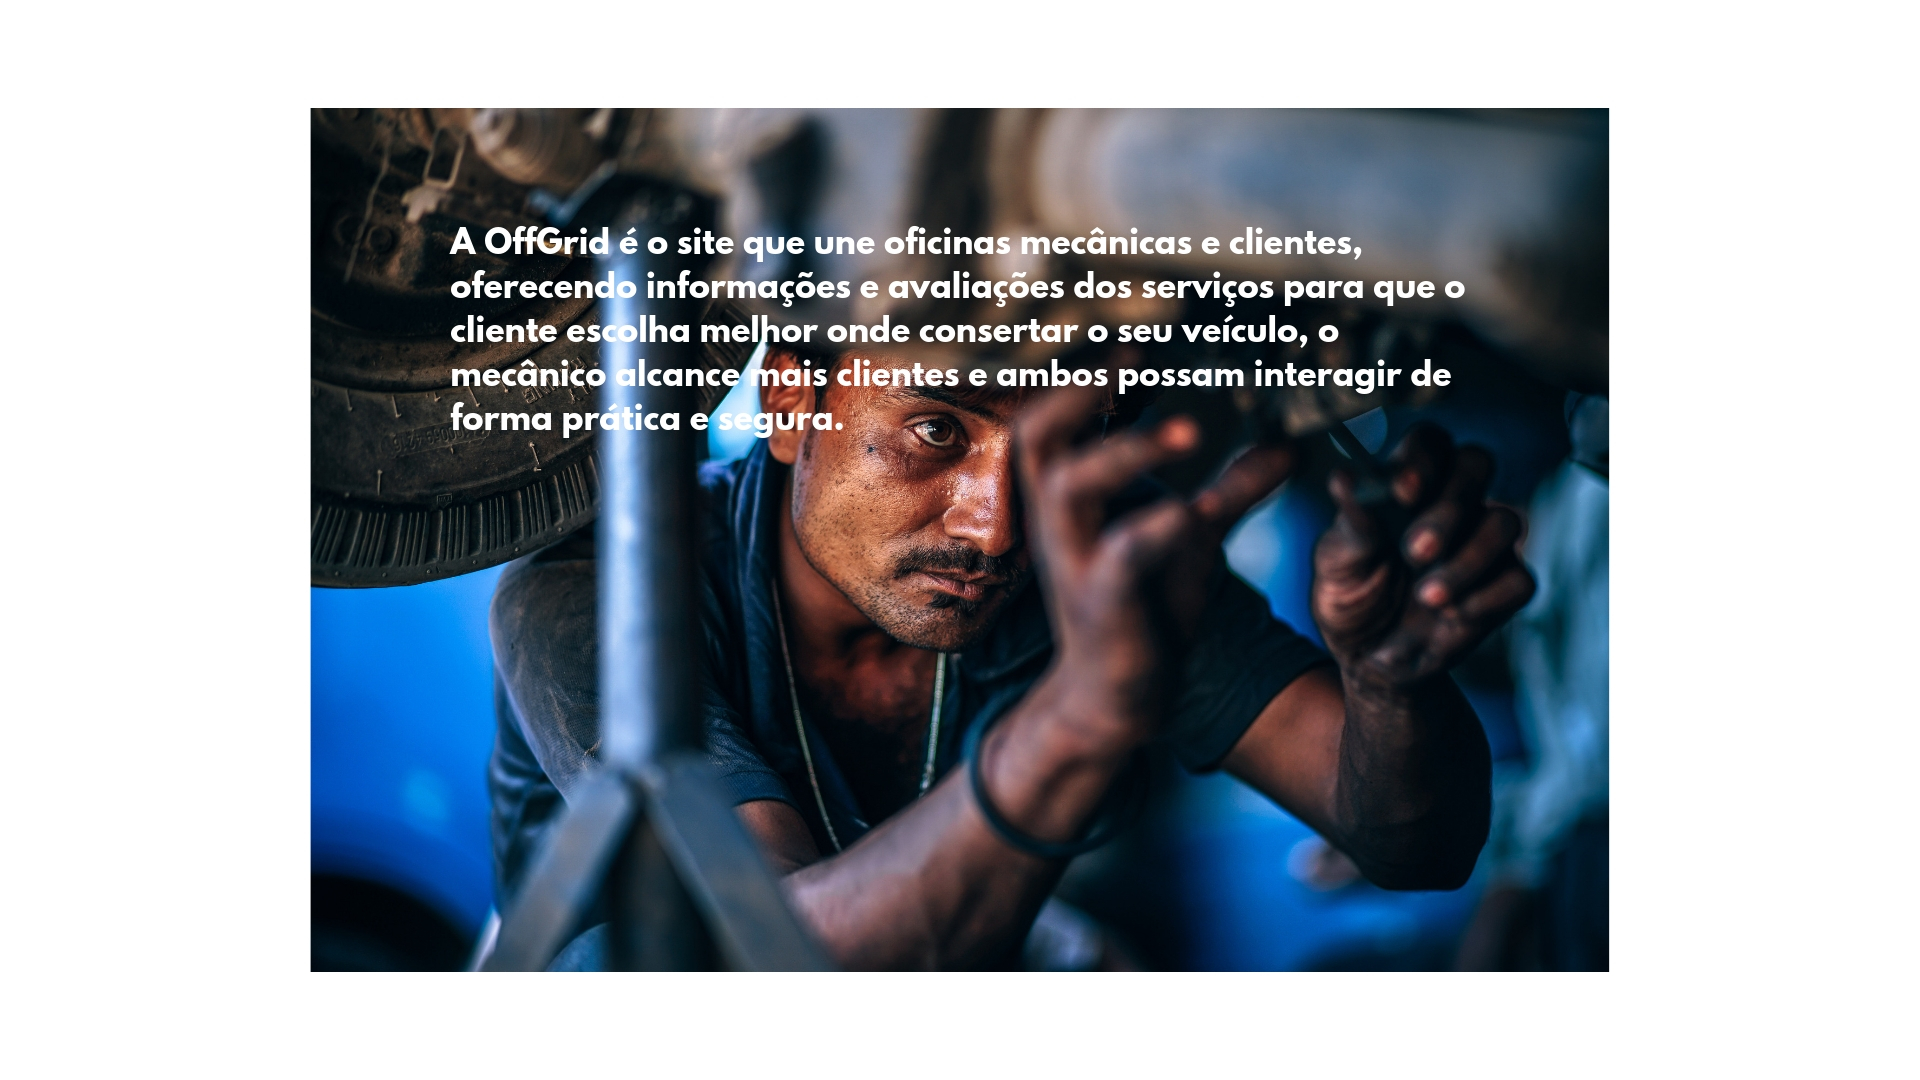 A OffGrid é o site que une oficinas mecânicas e clientes,
oferecendo informações e avaliações dos serviços para que o
cliente escolha melhor onde consertar o seu veículo, o
mecânico alcance mais clientes e ambos possam interagir de
forma prática e segura.